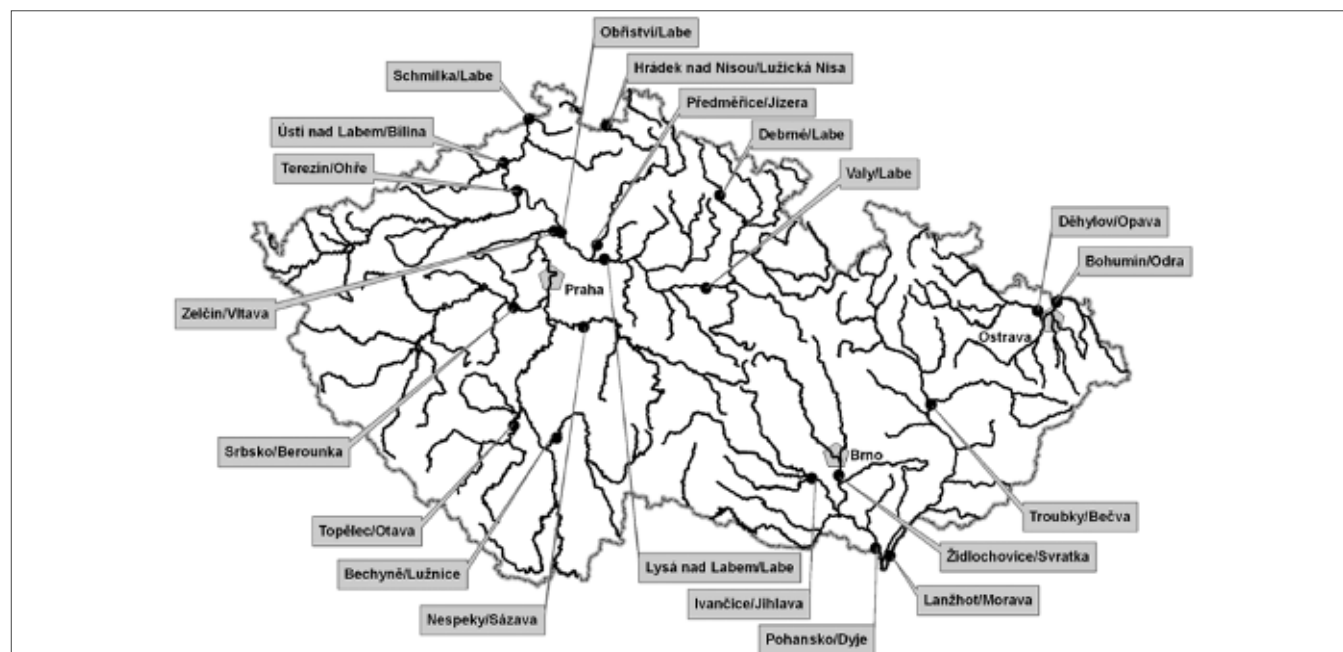 Obříství/Labe
Hrádek nad Nisou/Lužická Nisa
Schmilka/Labe
Předměřice/Jizera
Ústí nad Labem/Bílina
Debrné/Labe
Terezín/Ohře
Valy/Labe
Děhylov/Opava
Bohumín/Odra
Praha
Zelčín/Vltava
Ostrava
Srbsko/Berounka
Brno
Troubky/Bečva
Topělec/Otava
Židlochovice/Svratka
Lysá nad Labem/Labe
Bechyně/Lužnice
Ivančice/Jihlava
Lanžhot/Morava
Nespeky/Sázava
Pohansko/Dyje